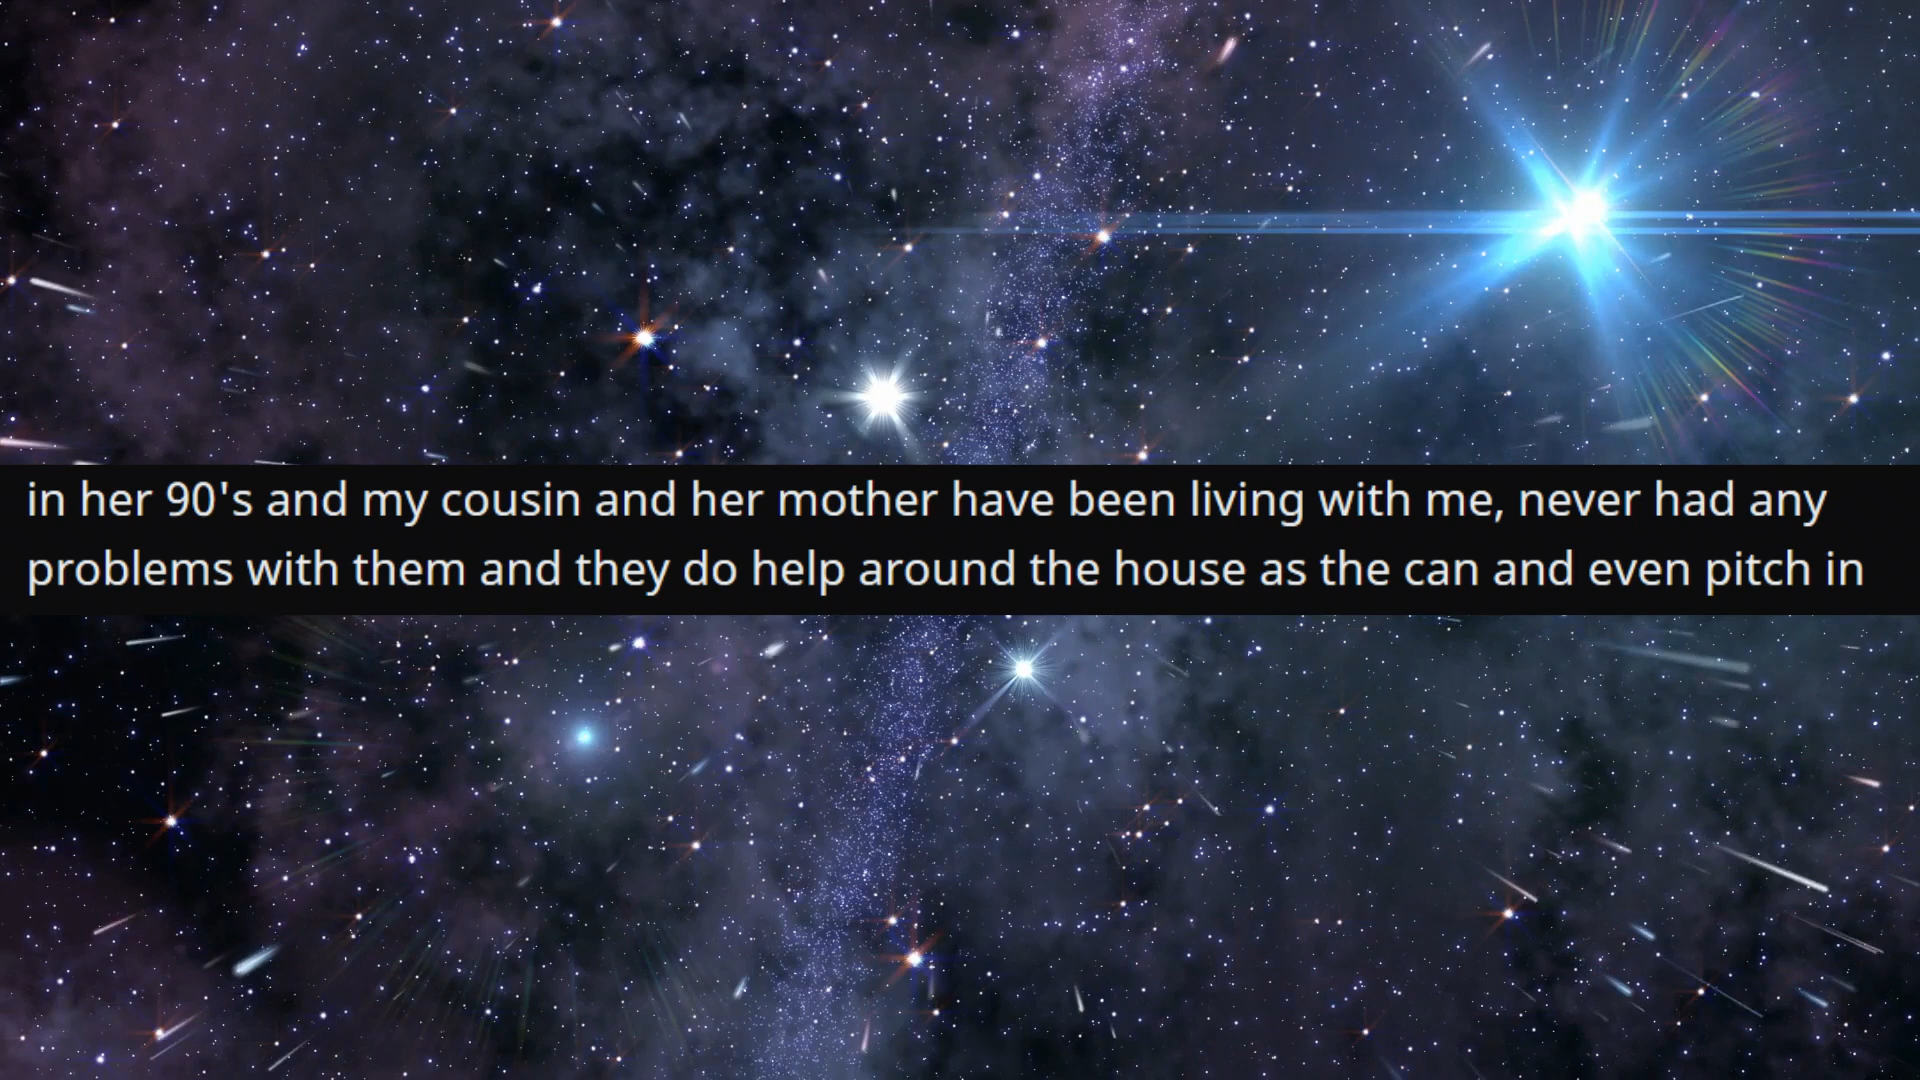 in her 90's and my cousin and her mother have been living with me, never had any
problems with them and they do help around the house as the can and even pitch in